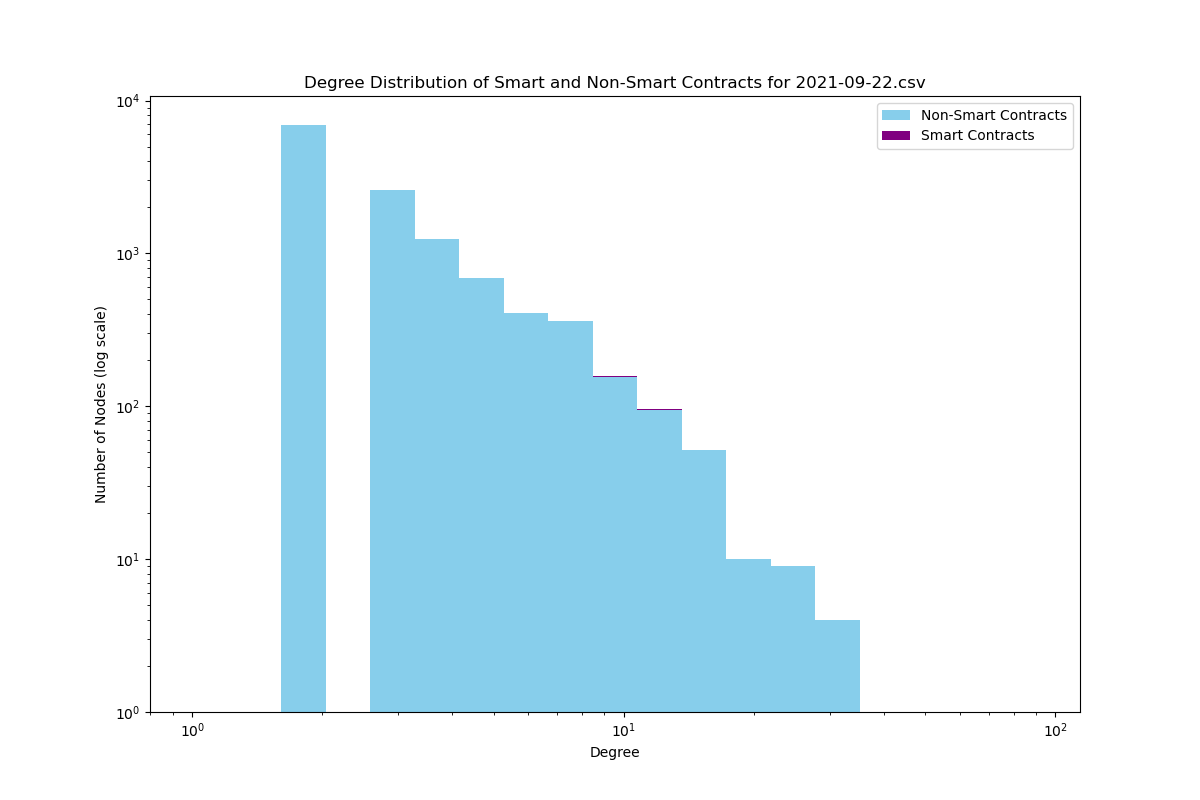 Degree Distribution of Smart and Non-Smart Contracts for 2021-09-22.csv
Non-Smart Contracts
Smart Contracts
Number of Nodes (log scale)
10⁴
10³
10²
10¹
10⁰
10⁰ 10¹ 10²
Degree